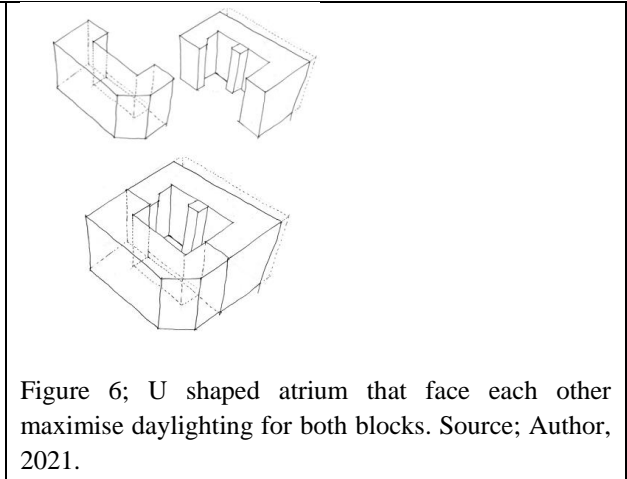 Figure 6; U shaped atrium that face each other
maximise daylighting for both blocks. Source; Author,
2021.